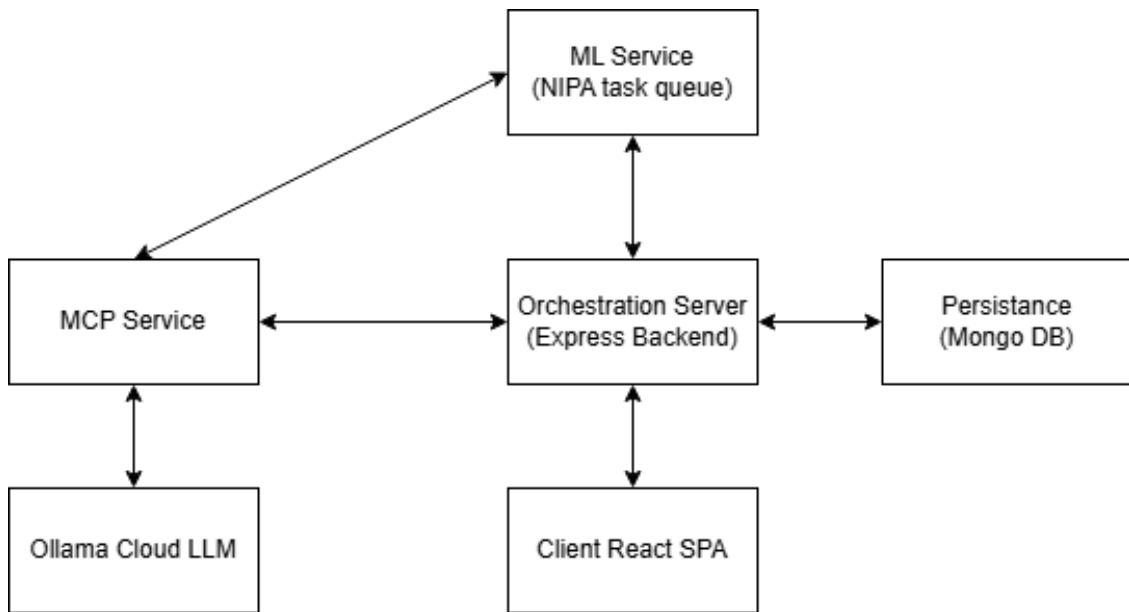 ML Service
(NIPA task queue)
MCP Service
Orchestration Server
(Express Backend)
Persistance
(Mongo DB)
Ollama Cloud LLM
Client React SPA